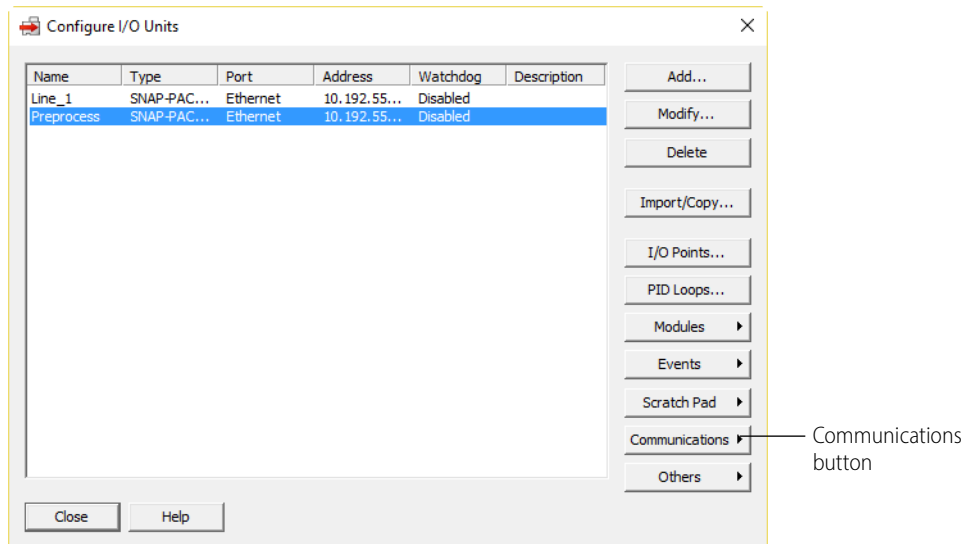 Configure I/O Units
Name Type Port Address Watchdog Description
Line_1 SNAP-PAC... Ethernet 10.192.55... Disabled
Preprocess SNAP-PAC... Ethernet 10.192.55... Disabled
Add...
Modify...
Delete
Import/Copy...
I/O Points...
PID Loops...
Modules
Events
Scratch Pad
Communications
Others
Communications
button
Close Help